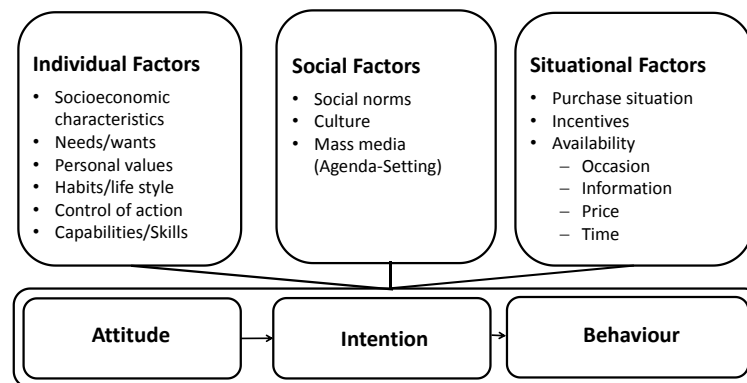 Individual Factors
• Socioeconomic
characteristics
• Needs/wants
• Personal values
• Habits/life style
• Control of action
• Capabilities/Skills
Social Factors
• Social norms
• Culture
• Mass media
(Agenda-Setting)
Situational Factors
• Purchase situation
• Incentives
• Availability
– Occasion
– Information
– Price
– Time
Attitude
Intention
Behaviour